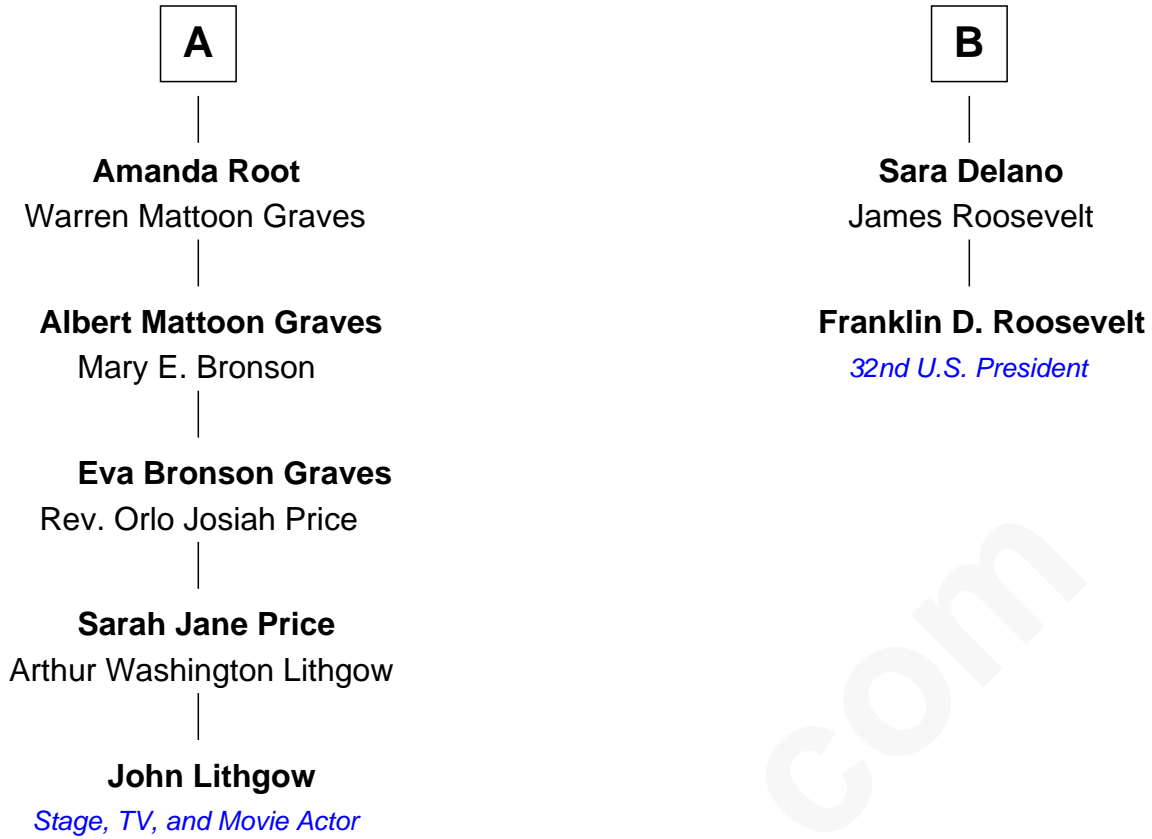 A
Amanda Root
Warren Mattoon Graves
Albert Mattoon Graves
Mary E. Bronson
Eva Bronson Graves
Rev. Orlo Josiah Price
Sarah Jane Price
Arthur Washington Lithgow
John Lithgow
Stage, TV, and Movie Actor
B
Sara Delano
James Roosevelt
Franklin D. Roosevelt
32nd U.S. President
com